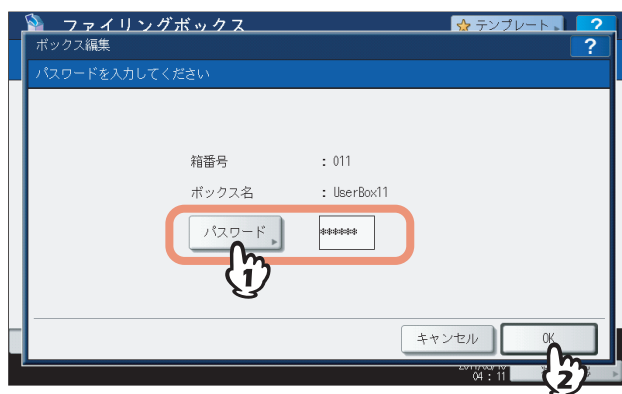 ファイリングボックス
テンプレート
?
ボックス編集
?
パスワードを入力してください
箱番号 : 011
ボックス名 : UserBox11
パスワード ******
1
キャンセル OK
2
04 : 11